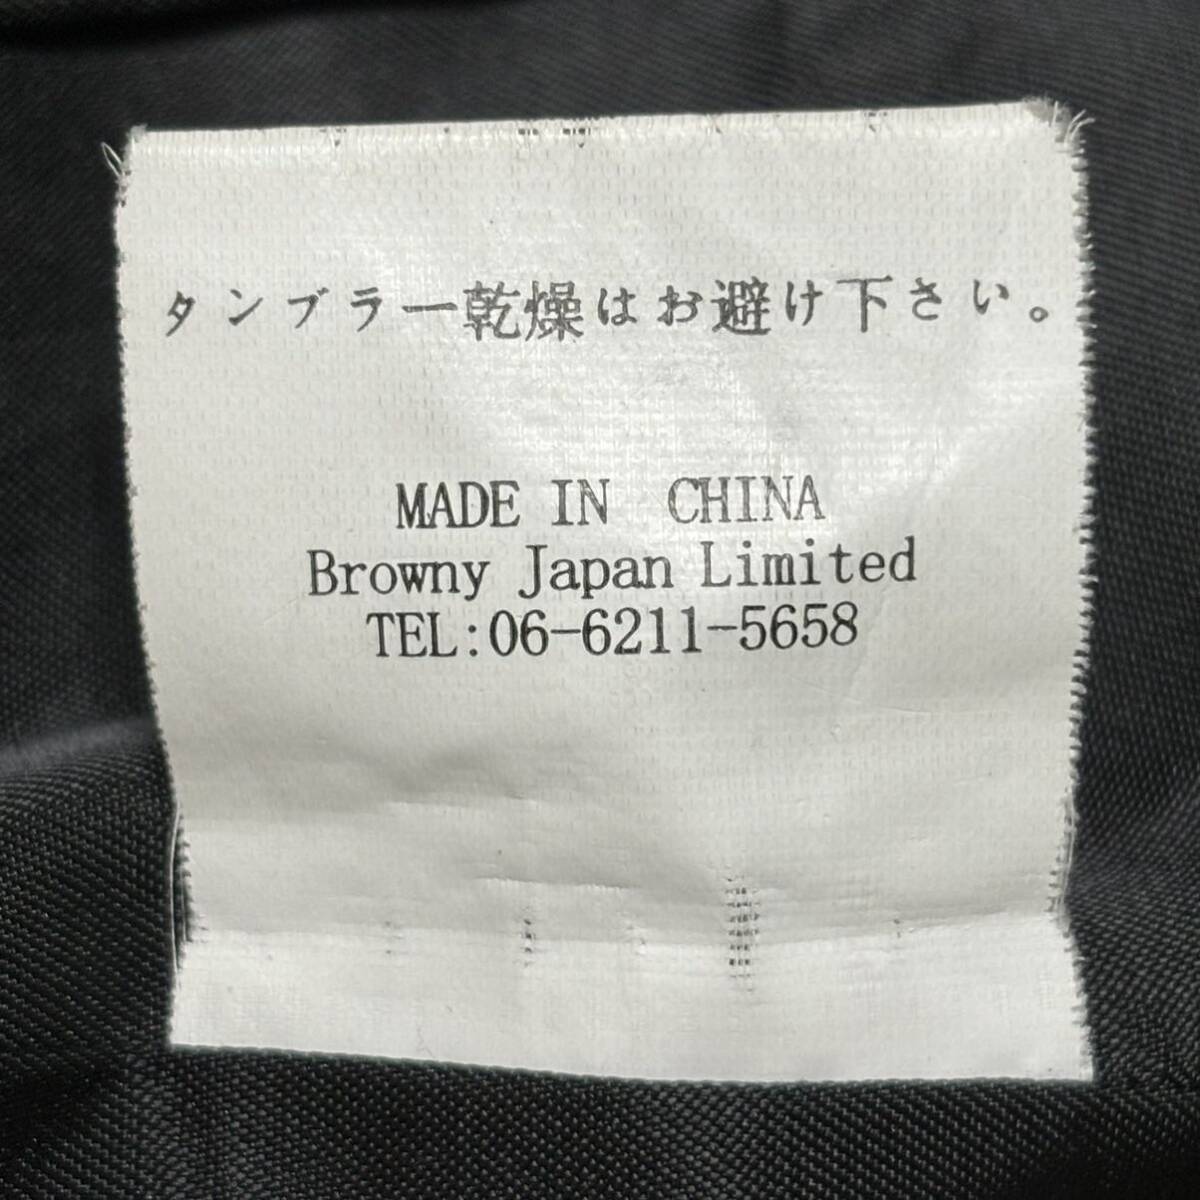 タンブラー乾燥はお避け下さい。
MADE IN CHINA
Browny Japan Limited
TEL:06-6211-5658